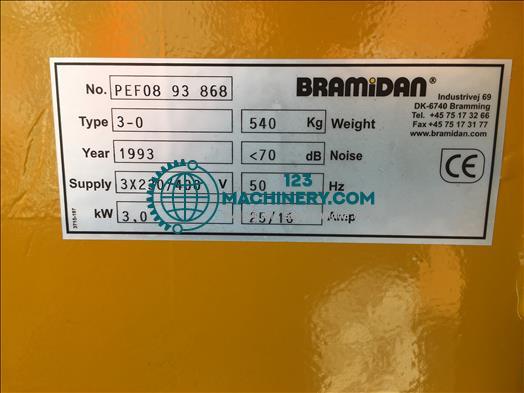 No. PEF08 93 868
BRAMIDAN®
Industrivej 69
DK-6740 Bramming
Tel. +45 75 17 32 66
Fax +45 75 17 31 77
www.bramidan.com
Type 3-0 540 Kg Weight
Year 1993 <70 dB Noise
Supply 3X230/400 V 50 Hz
kW 3,0 25/16 Amp
CE
123
MACHINERY.COM